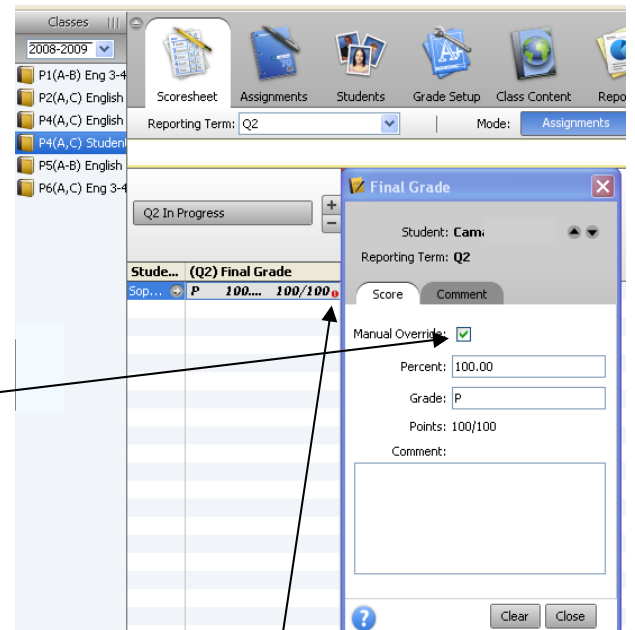 Classes
2008-2009
P1(A-B) Eng 3-4
P2(A,C) English
P4(A,C) English
P4(A,C) Student
P5(A-B) English
P6(A,C) Eng 3-4
Scoresheet Assignments Students Grade Setup Class Content Repo
Reporting Term: Q2 Mode: Assignments
Q2 In Progress
+
−
Stude... (Q2) Final Grade
Sop... P 100.... 100/100
Final Grade
Student: Cam
Reporting Term: Q2
Score Comment
Manual Override:
Percent: 100.00
Grade: P
Points: 100/100
Comment:
? Clear Close